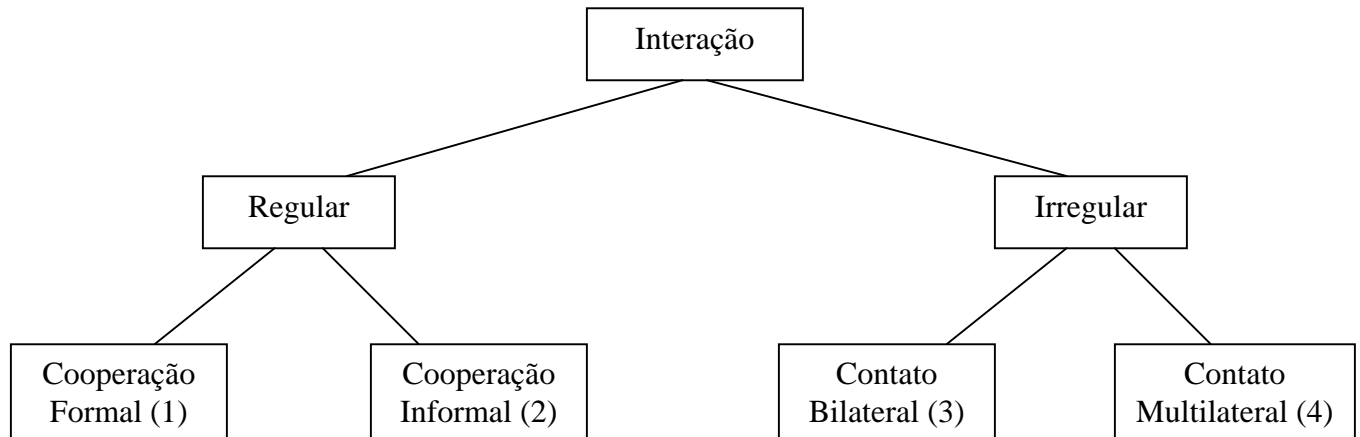 Interação
Regular
Irregular
Cooperação
Formal (1)
Cooperação
Informal (2)
Contato
Bilateral (3)
Contato
Multilateral (4)